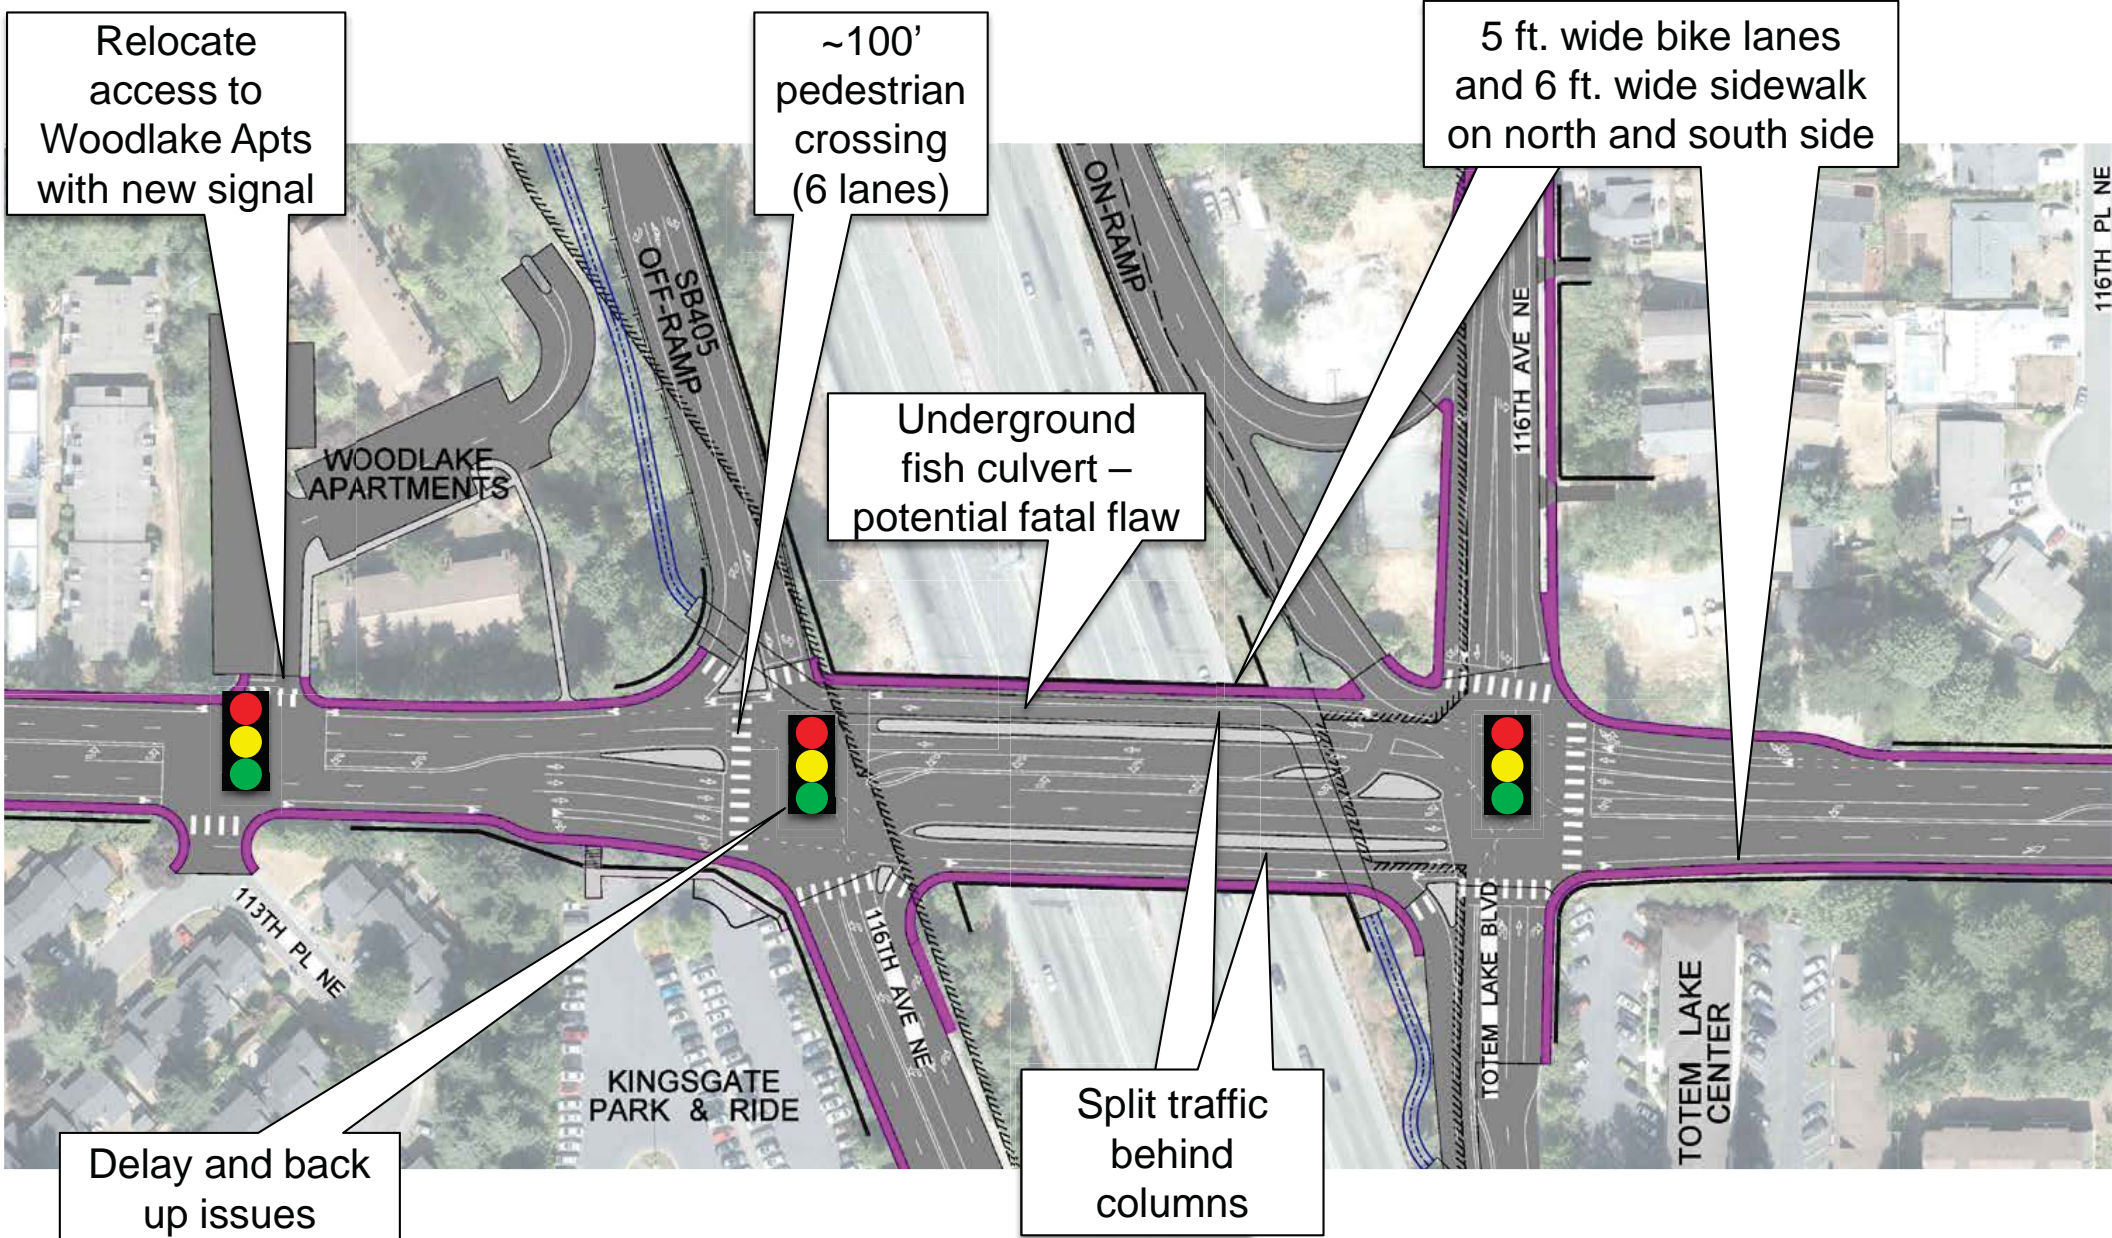 Relocate
access to
Woodlake Apts
with new signal
~100’
pedestrian
crossing
(6 lanes)
5 ft. wide bike lanes
and 6 ft. wide sidewalk
on north and south side
SB405
OFF-RAMP
ON-RAMP
116TH AVE NE
116TH PL NE
Underground
fish culvert –
potential fatal flaw
WOODLAKE
APARTMENTS
113TH PL NE
KINGSGATE
PARK & RIDE
116TH AVE NE
TOTEM LAKE BLVD
TOTEM LAKE
CENTER
Delay and back
up issues
Split traffic
behind
columns